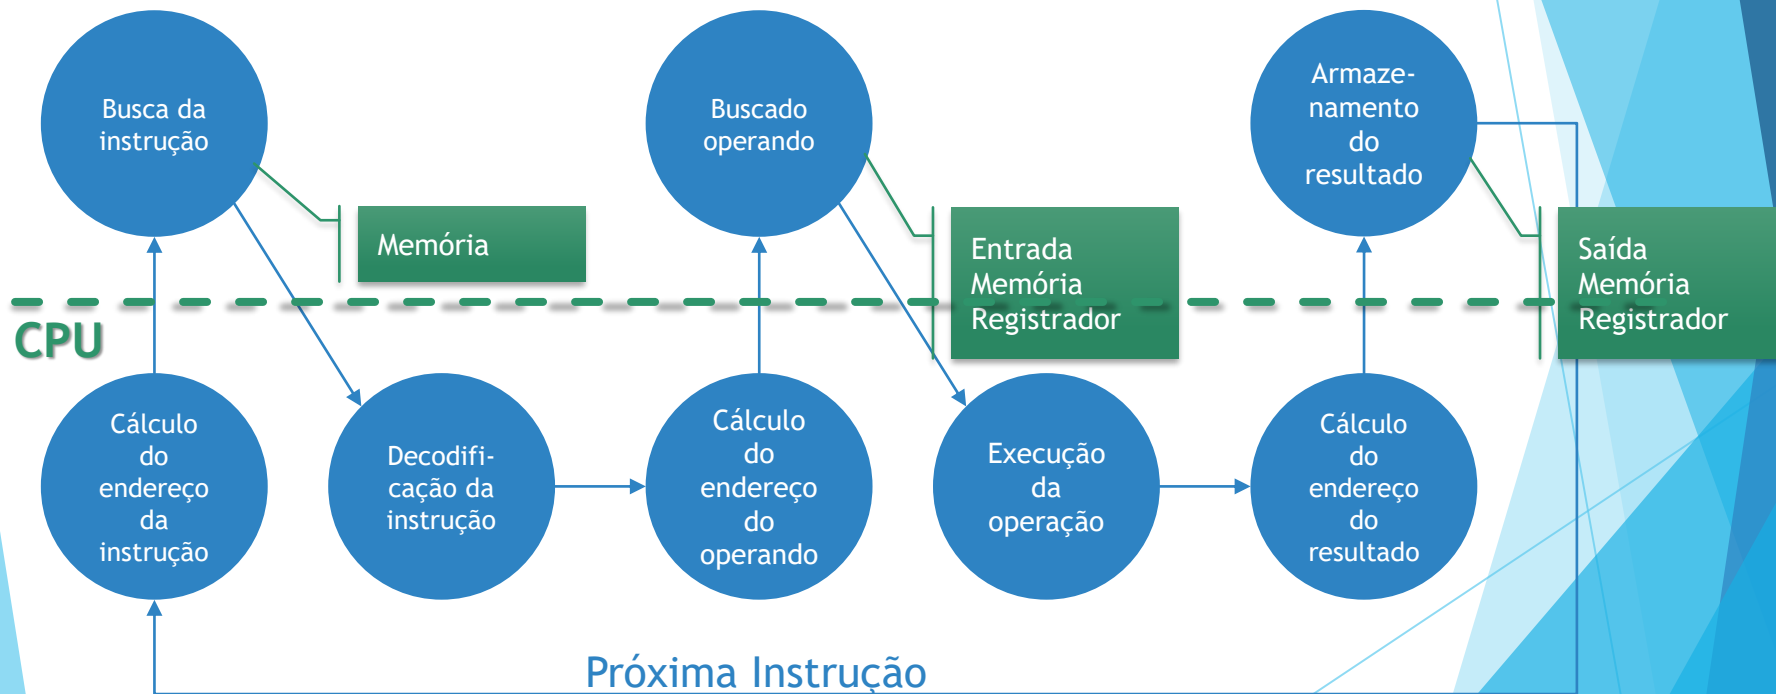 Busca da
instrução
Buscado
operando
Armaze-
namento
do
resultado
Memória
Entrada
Memória
Registrador
Saída
Memória
Registrador
CPU
Cálculo
do
endereço
da
instrução
Decodifi-
cação da
instrução
Cálculo
do
endereço
do
operando
Execução
da
operação
Cálculo
do
endereço
do
resultado
Próxima Instrução